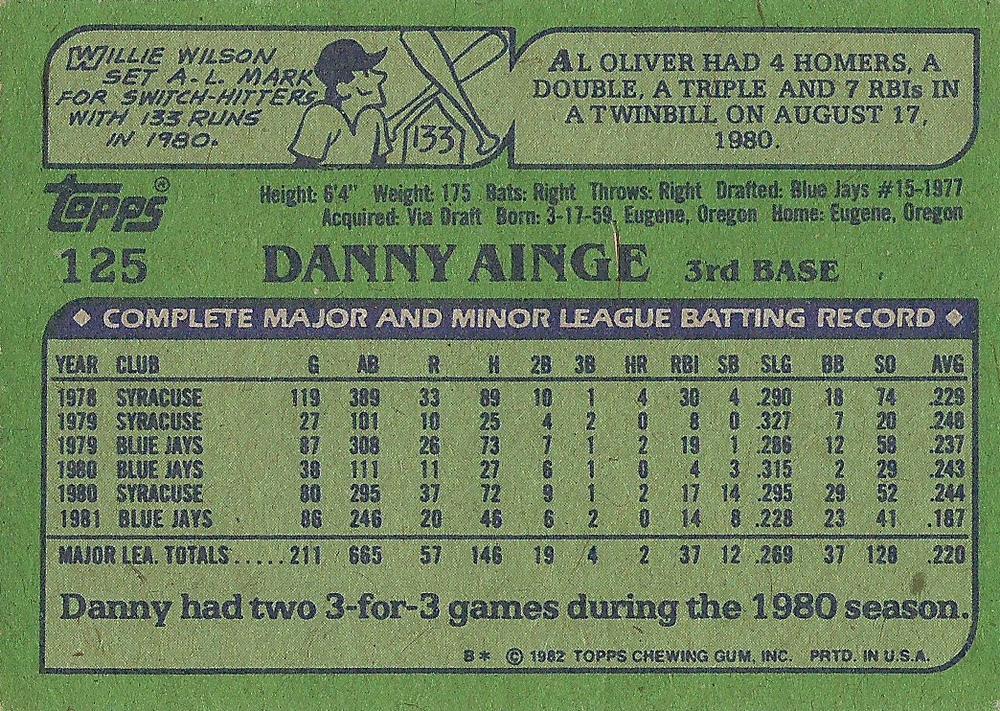 WILLIE WILSON
SET A.-L. MARK
FOR SWITCH-HITTERS
WITH 133 RUNS
IN 1980.
133
AL OLIVER HAD 4 HOMERS, A
DOUBLE, A TRIPLE AND 7 RBIs IN
A TWINBILL ON AUGUST 17,
1980.
Topps®
Height: 6'4" Weight: 175 Bats: Right Throws: Right Drafted: Blue Jays #15-1977
Acquired: Via Draft Born: 3-17-59, Eugene, Oregon Home: Eugene, Oregon
125 DANNY AINGE 3rd BASE
◆ COMPLETE MAJOR AND MINOR LEAGUE BATTING RECORD ◆
YEAR CLUB G AB R H 2B 3B HR RBI SB SLG BB SO AVG
1978 SYRACUSE 119 389 33 89 10 1 4 30 4 .290 18 74 .229
1979 SYRACUSE 27 101 10 25 4 2 0 8 0 .327 7 20 .248
1979 BLUE JAYS 87 308 26 73 7 1 2 19 1 .286 12 58 .237
1980 BLUE JAYS 38 111 11 27 6 1 0 4 3 .315 2 29 .243
1980 SYRACUSE 80 295 37 72 9 1 2 17 14 .295 29 52 .244
1981 BLUE JAYS 86 246 20 46 6 2 0 14 8 .228 23 41 .187
MAJOR LEA. TOTALS.....211 665 57 146 19 4 2 37 12 .269 37 128 .220
Danny had two 3-for-3 games during the 1980 season.
B* © 1982 TOPPS CHEWING GUM, INC. PRTD. IN U.S.A.